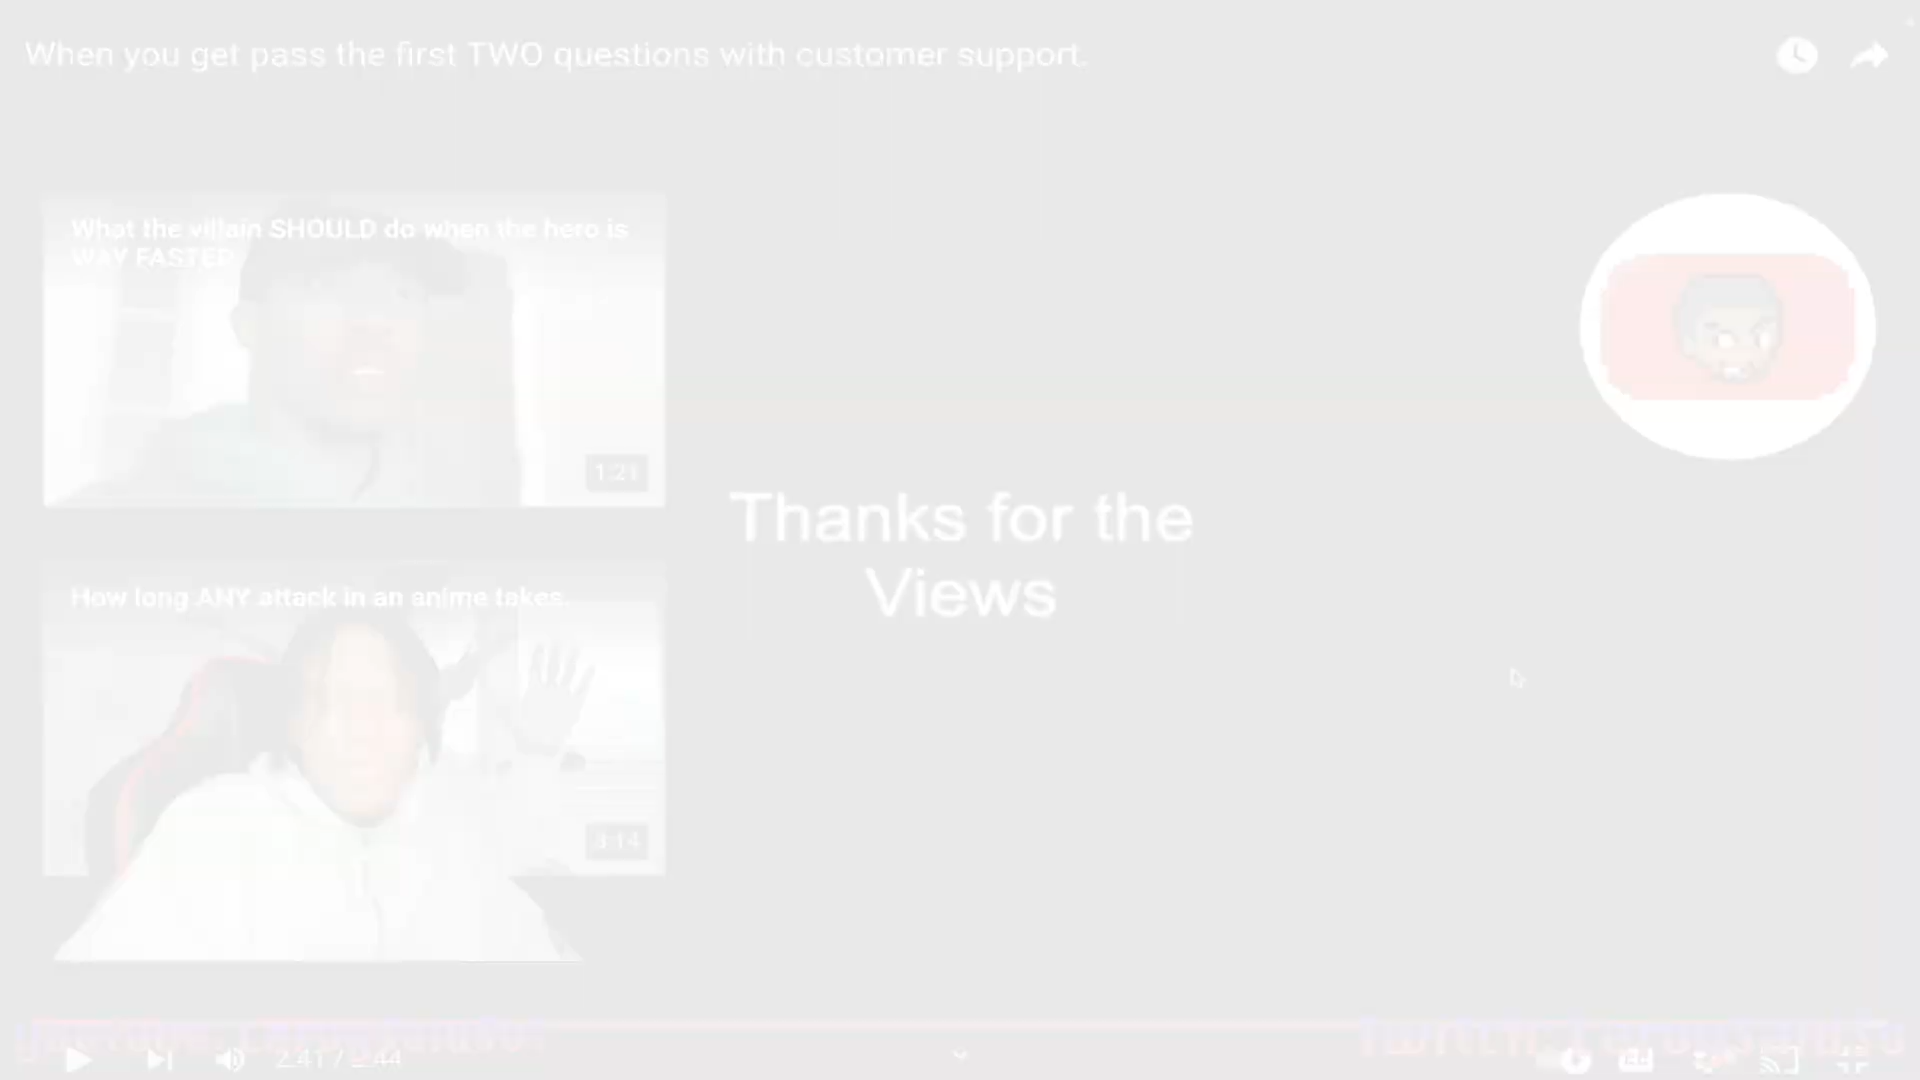 When you get pass the first TWO questions with customer support.
What the villain SHOULD do when the hero is
WAY FASTER
1:21
Thanks for the
Views
How long ANY attack in an anime takes.
3:14
2:41 / 2:44